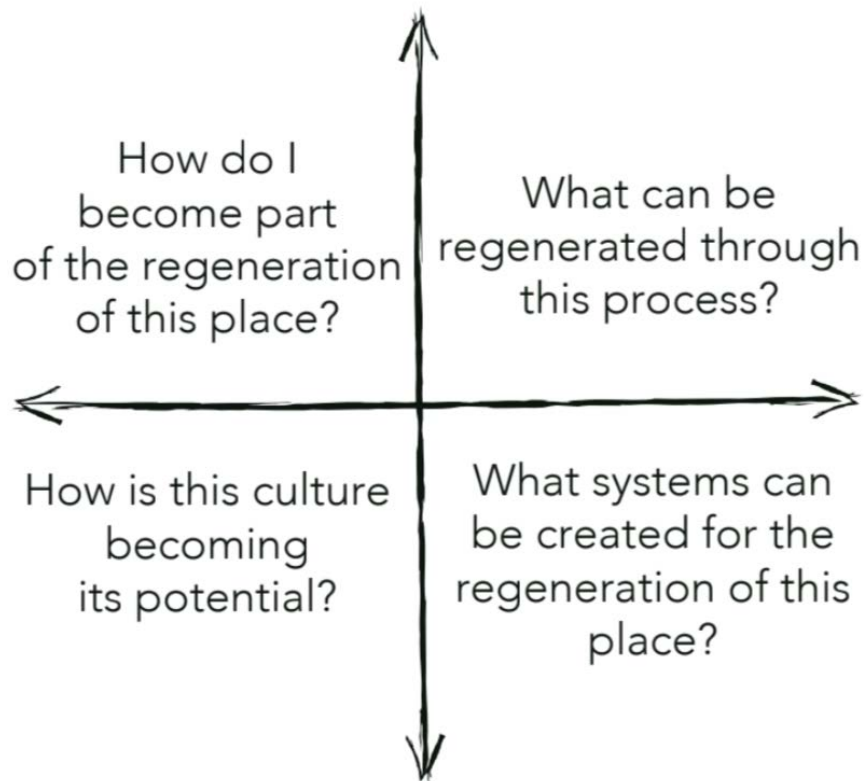 How do I
become part
of the regeneration
of this place?
What can be
regenerated through
this process?
How is this culture
becoming
its potential?
What systems can
be created for the
regeneration of this
place?